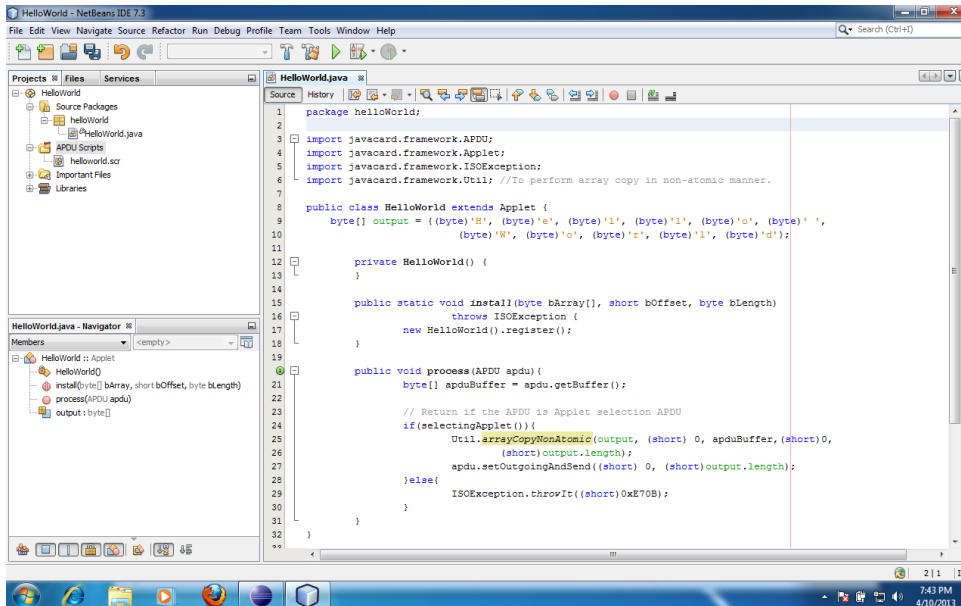 HelloWorld - NetBeans IDE 7.3
File Edit View Navigate Source Refactor Run Debug Profile Team Tools Window Help
Search (Ctrl+I)
Projects Files Services
HelloWorld
Source Packages
helloWorld
HelloWorld.java
APDU Scripts
helloworld.scr
Important Files
Libraries
HelloWorld.java - Navigator
Members <empty>
HelloWorld :: Applet
HelloWorld()
install(byte[] bArray, short bOffset, byte bLength)
process(APDU apdu)
output : byte[]
HelloWorld.java
Source History
1 package helloWorld;
2
3 import javacard.framework.APDU;
4 import javacard.framework.Applet;
5 import javacard.framework.ISOException;
6 import javacard.framework.Util; //To perform array copy in non-atomic manner.
7
8 public class HelloWorld extends Applet {
9 byte[] output = {(byte)'H', (byte)'e', (byte)'l', (byte)'l', (byte)'o', (byte)' ',
10 (byte)'W', (byte)'o', (byte)'r', (byte)'l', (byte)'d'};
11
12 private HelloWorld() {
13 }
14
15 public static void install(byte bArray[], short bOffset, byte bLength)
16 throws ISOException {
17 new HelloWorld().register();
18 }
19
public void process(APDU apdu){
21 byte[] apduBuffer = apdu.getBuffer();
22
23 // Return if the APDU is Applet selection APDU
24 if(selectingApplet()){
25 Util.arrayCopyNonAtomic(output, (short) 0, apduBuffer,(short)0,
26 (short)output.length);
27 apdu.setOutgoingAndSend((short) 0, (short)output.length);
28 }else{
29 ISOException.throwIt((short)0xE70B);
30 }
31 }
32 }
2 | 1
7:43 PM
4/10/2013